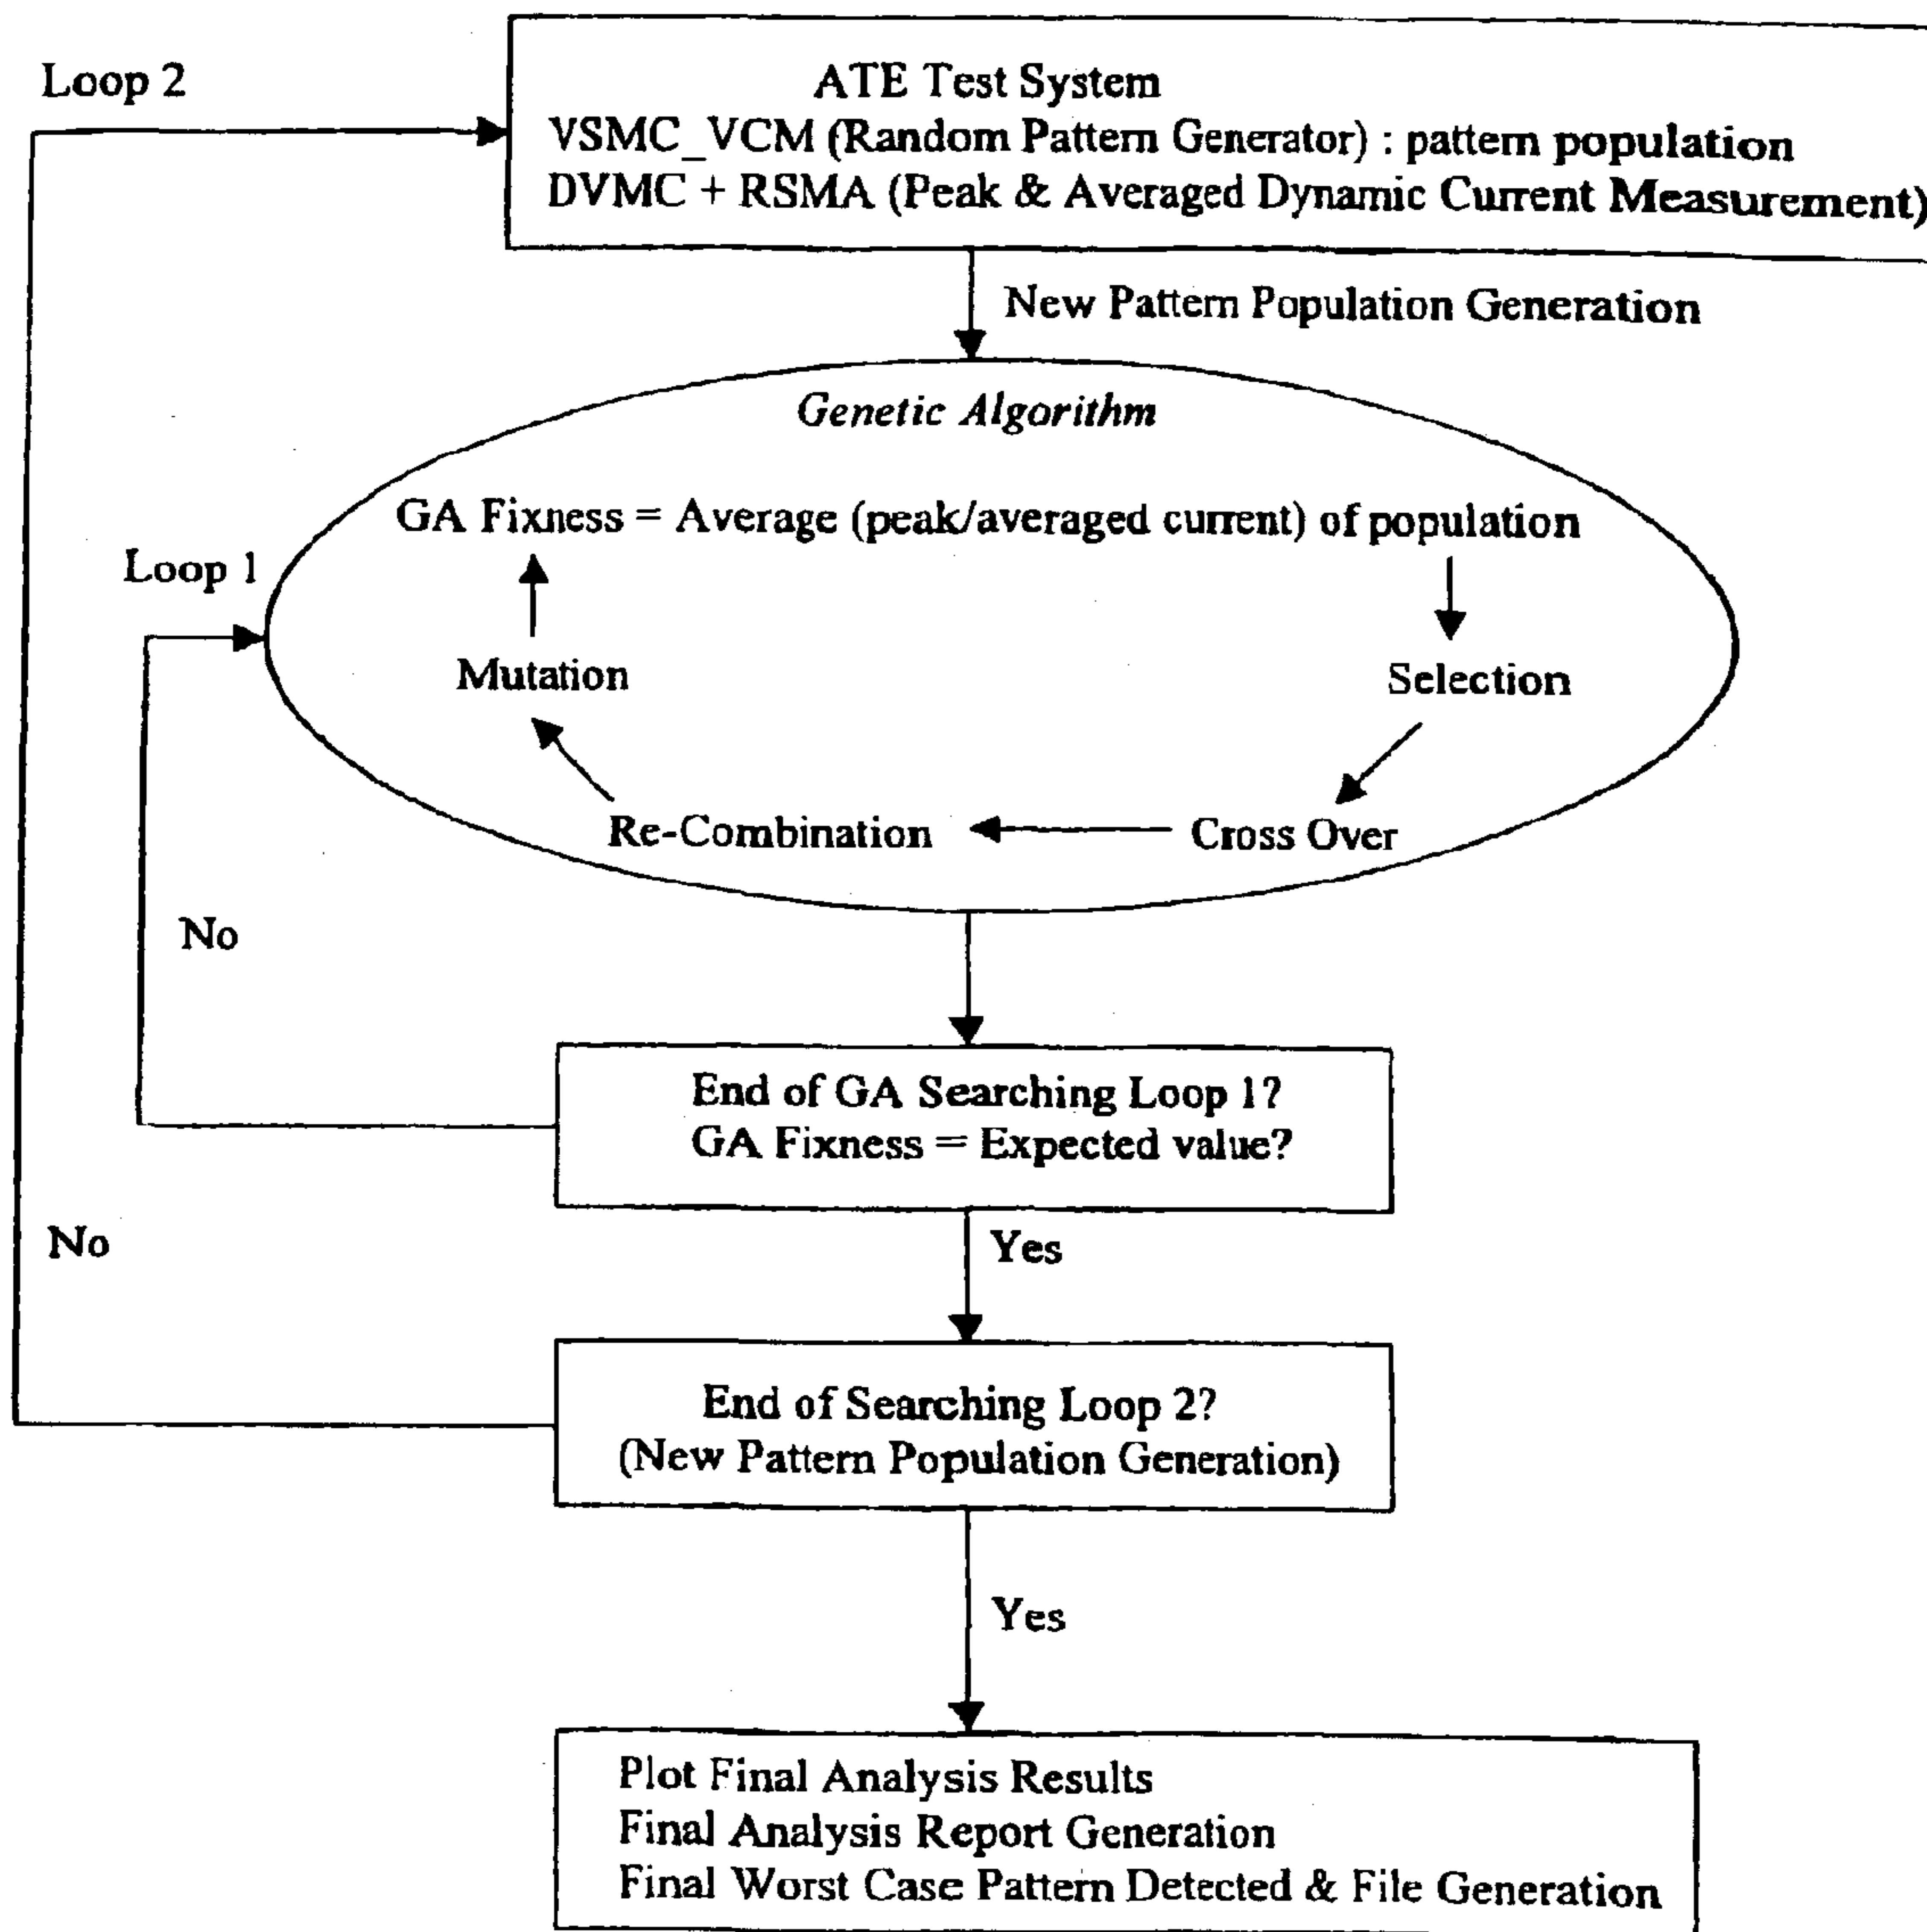 Loop 2
ATE Test System
VSMC_VCM (Random Pattern Generator) : pattern population
DVMC + RSMA (Peak & Averaged Dynamic Current Measurement)
New Pattern Population Generation
Genetic Algorithm
GA Fixness = Average (peak/averaged current) of population
Loop 1
Mutation
Selection
Re-Combination
Cross Over
No
End of GA Searching Loop 1?
GA Fixness = Expected value?
No
Yes
End of Searching Loop 2?
(New Pattern Population Generation)
Yes
Plot Final Analysis Results
Final Analysis Report Generation
Final Worst Case Pattern Detected & File Generation